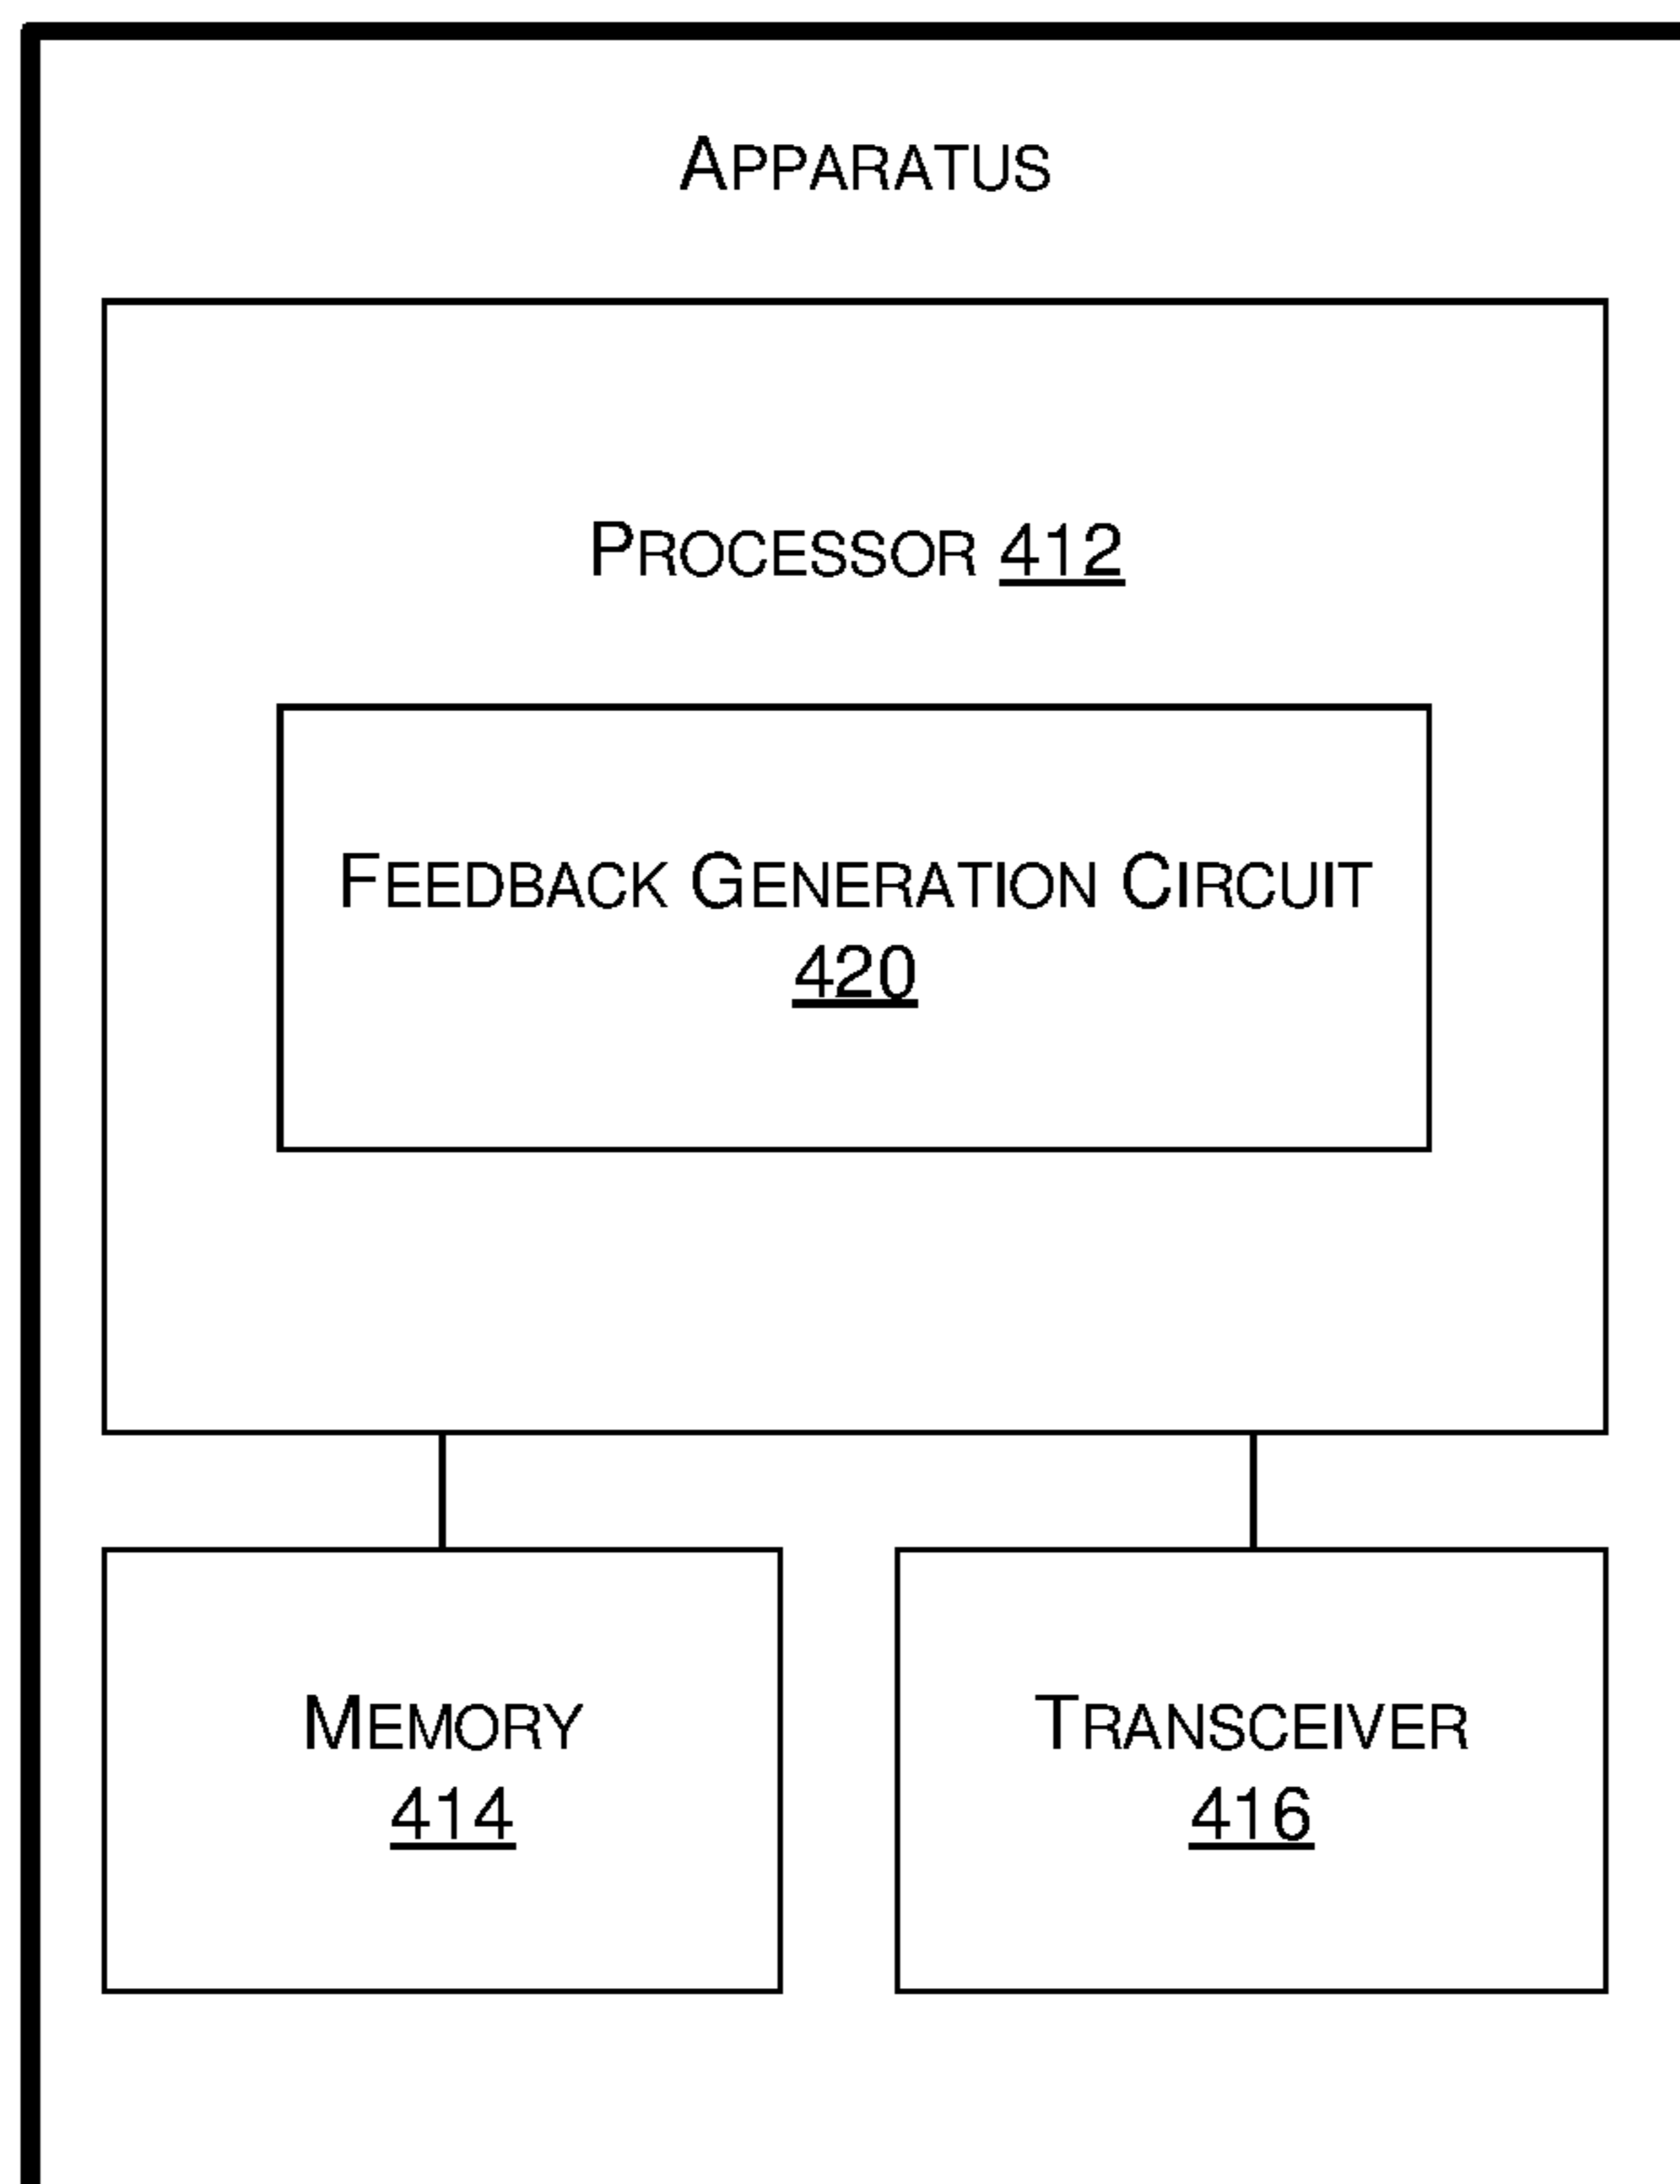 APPARATUS
PROCESSOR 412
FEEDBACK GENERATION CIRCUIT
420
MEMORY
414
TRANSCEIVER
416